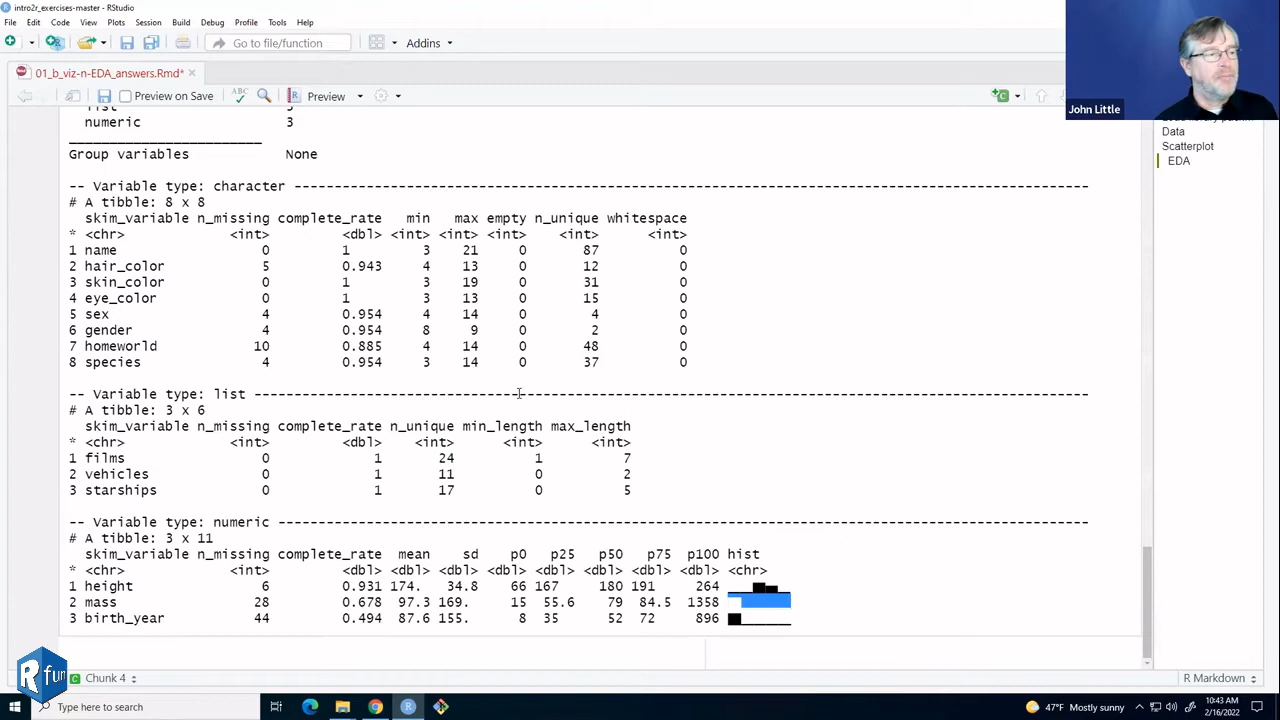 intro2r_exercises-master - RStudio
File Edit Code View Plots Session Build Debug Profile Tools Help
Go to file/function Addins
01_b_viz-n-EDA_answers.Rmd*
Preview on Save ABC Preview
John Little
Data
Scatterplot
EDA
numeric 3
________________________
Group variables None
-- Variable type: character --------------------------------------------------------------------------------------------------
# A tibble: 8 x 8
skim_variable n_missing complete_rate min max empty n_unique whitespace
* <chr> <int> <dbl> <int> <int> <int> <int> <int>
1 name 0 1 3 21 0 87 0
2 hair_color 5 0.943 4 13 0 12 0
3 skin_color 0 1 3 19 0 31 0
4 eye_color 0 1 3 13 0 15 0
5 sex 4 0.954 4 14 0 4 0
6 gender 4 0.954 8 9 0 2 0
7 homeworld 10 0.885 4 14 0 48 0
8 species 4 0.954 3 14 0 37 0
-- Variable type: list -------------------------------------------------------------------------------------------------------
# A tibble: 3 x 6
skim_variable n_missing complete_rate n_unique min_length max_length
* <chr> <int> <dbl> <int> <int> <int>
1 films 0 1 24 1 7
2 vehicles 0 1 11 0 2
3 starships 0 1 17 0 5
-- Variable type: numeric ----------------------------------------------------------------------------------------------------
# A tibble: 3 x 11
skim_variable n_missing complete_rate mean sd p0 p25 p50 p75 p100 hist
* <chr> <int> <dbl> <dbl> <dbl> <dbl> <dbl> <dbl> <dbl> <dbl> <chr>
1 height 6 0.931 174. 34.8 66 167 180 191 264
2 mass 28 0.678 97.3 169. 15 55.6 79 84.5 1358
3 birth_year 44 0.494 87.6 155. 8 35 52 72 896
R fun
Chunk 4
R Markdown
Type here to search
47°F Mostly sunny
10:43 AM
2/16/2022